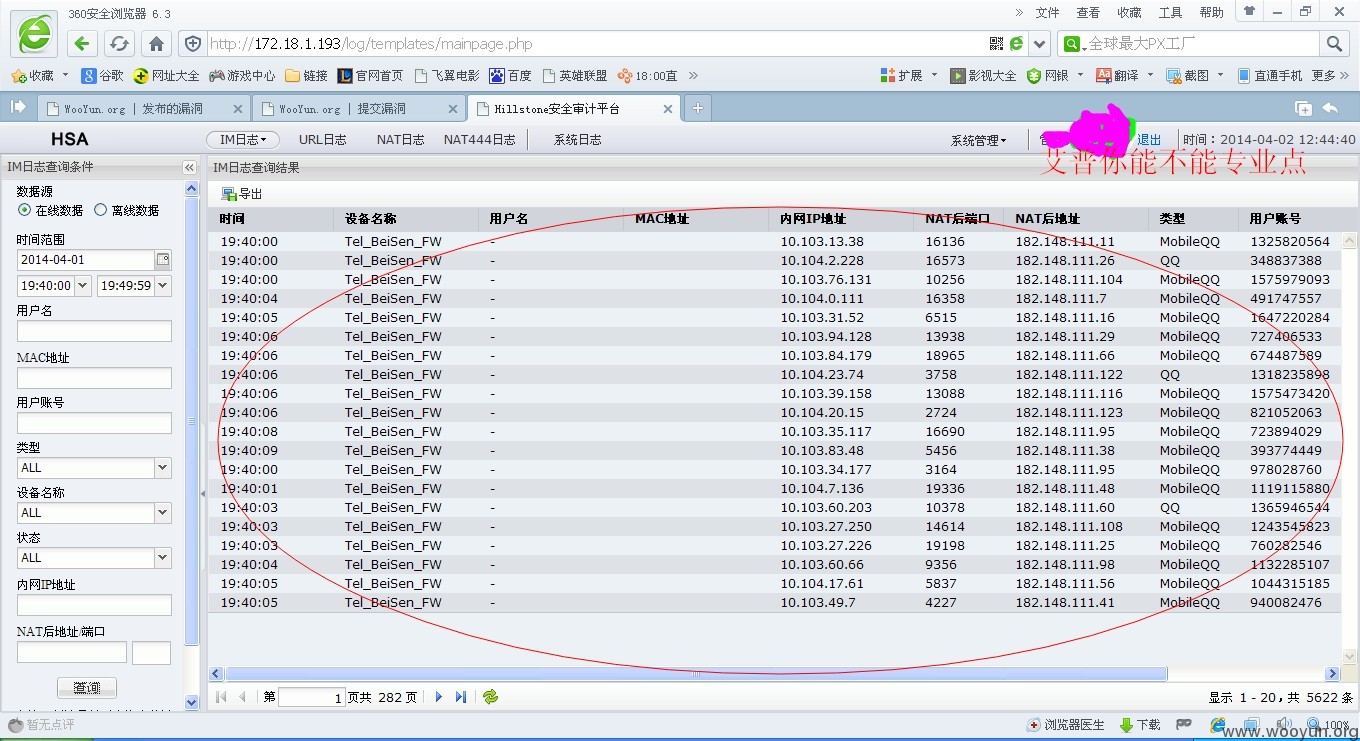 360安全浏览器 6.3
» 文件 查看 收藏 工具 帮助
http://172.18.1.193/log/templates/mainpage.php
全球最大PX工厂
收藏 谷歌 网址大全 游戏中心 链接 官网首页 飞翼电影 百度 英雄联盟 18:00直 »
扩展 影视大全 网银 翻译 截图 直通手机 更多 »
WooYun.org | 发布的漏洞
WooYun.org | 提交漏洞
Hillstone安全审计平台
HSA
IM日志 URL日志 NAT日志 NAT444日志 系统日志
系统管理
退出 时间：2014-04-02 12:44:40
艾普你能不能专业点
IM日志查询条件
数据源
在线数据 离线数据
时间范围
2014-04-01
19:40:00 19:49:59
用户名
MAC地址
用户账号
类型
ALL
设备名称
ALL
状态
ALL
内网IP地址
NAT后地址/端口
查询
IM日志查询结果
导出
时间 设备名称 用户名 MAC地址 内网IP地址 NAT后端口 NAT后地址 类型 用户账号
19:40:00 Tel_BeiSen_FW - 10.103.13.38 16136 182.148.111.11 MobileQQ 1325820564
19:40:00 Tel_BeiSen_FW - 10.104.2.228 16573 182.148.111.26 QQ 348837388
19:40:00 Tel_BeiSen_FW - 10.103.76.131 10256 182.148.111.104 MobileQQ 1575979093
19:40:04 Tel_BeiSen_FW - 10.104.0.111 16358 182.148.111.7 MobileQQ 491747557
19:40:05 Tel_BeiSen_FW - 10.103.31.52 6515 182.148.111.16 MobileQQ 1647220284
19:40:06 Tel_BeiSen_FW - 10.103.94.128 13938 182.148.111.29 MobileQQ 727406533
19:40:06 Tel_BeiSen_FW - 10.103.84.179 18965 182.148.111.66 MobileQQ 674487589
19:40:06 Tel_BeiSen_FW - 10.104.23.74 3758 182.148.111.122 QQ 1318235898
19:40:06 Tel_BeiSen_FW - 10.103.39.158 13088 182.148.111.116 MobileQQ 1575473420
19:40:06 Tel_BeiSen_FW - 10.104.20.15 2724 182.148.111.123 MobileQQ 821052063
19:40:08 Tel_BeiSen_FW - 10.103.35.117 16690 182.148.111.95 MobileQQ 723894029
19:40:09 Tel_BeiSen_FW - 10.103.83.48 5456 182.148.111.38 MobileQQ 393774449
19:40:00 Tel_BeiSen_FW - 10.103.34.177 3164 182.148.111.95 MobileQQ 978028760
19:40:01 Tel_BeiSen_FW - 10.104.7.136 19336 182.148.111.48 MobileQQ 1119115880
19:40:03 Tel_BeiSen_FW - 10.103.60.203 10378 182.148.111.60 QQ 1365946544
19:40:03 Tel_BeiSen_FW - 10.103.27.250 14614 182.148.111.108 MobileQQ 1243545823
19:40:03 Tel_BeiSen_FW - 10.103.27.226 19198 182.148.111.25 MobileQQ 760282546
19:40:04 Tel_BeiSen_FW - 10.103.60.66 9356 182.148.111.98 MobileQQ 1132285107
19:40:05 Tel_BeiSen_FW - 10.104.17.61 5837 182.148.111.56 MobileQQ 1044315185
19:40:05 Tel_BeiSen_FW - 10.103.49.7 4227 182.148.111.41 MobileQQ 940082476
第 1 页共 282 页
显示 1 - 20，共 5622 条
暂无点评
浏览器医生 下载 100%
www.wooyun.org